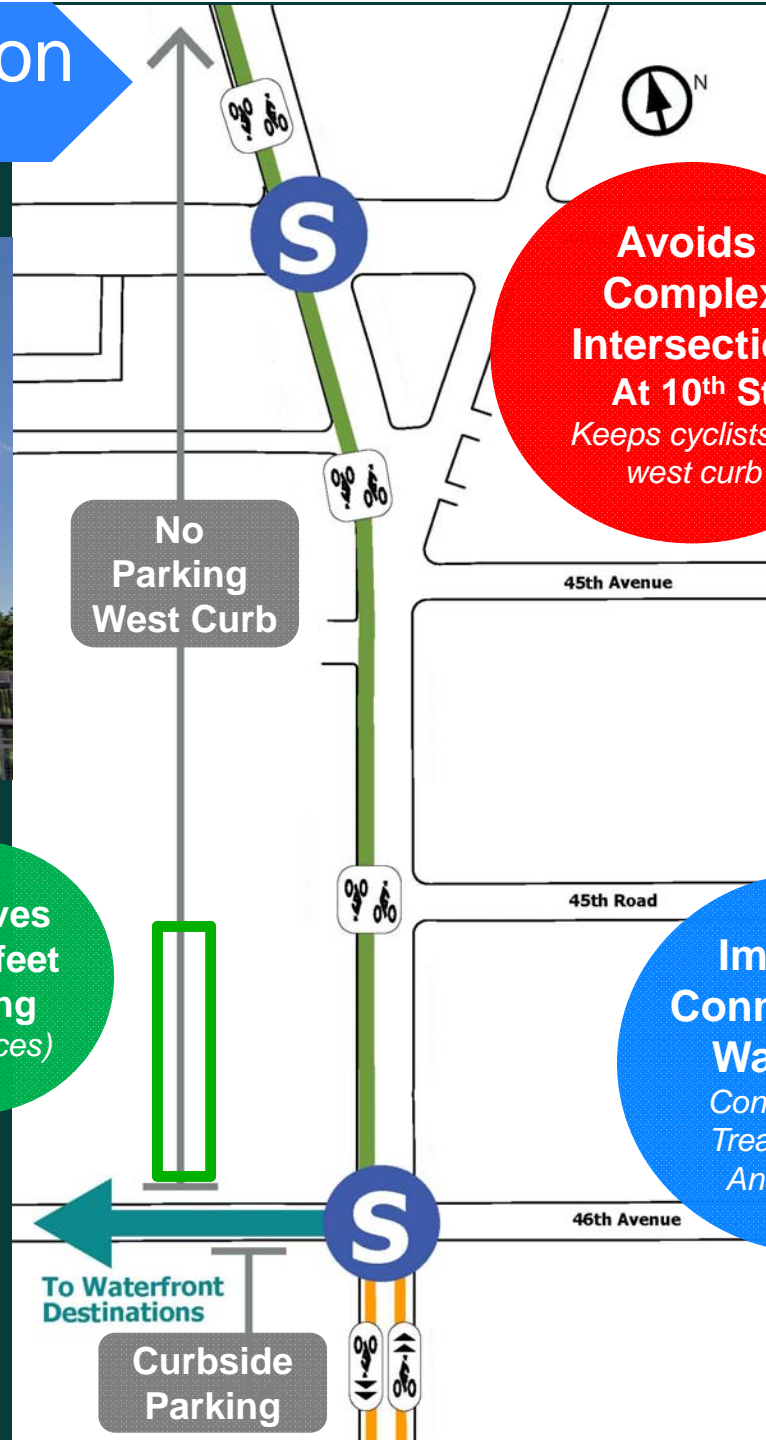 on
N
S
Avoids
Complex
Intersectio
At 10th St
Keeps cyclists
west curb
No
Parking
West Curb
45th Avenue
45th Road
ves
feet
ng
ces)
Im
Conn
Wa
Con
Trea
An
S
46th Avenue
To Waterfront
Destinations
Curbside
Parking